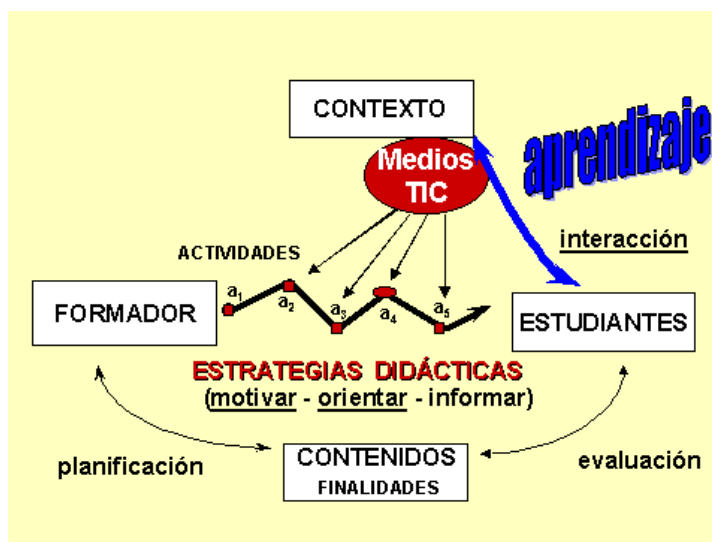 CONTEXTO
aprendizaje
Medios
TIC
interacción
ACTIVIDADES
a1
a2
a3
a4
a5
FORMADOR
ESTUDIANTES
ESTRATEGIAS DIDÁCTICAS
(motivar - orientar - informar)
planificación
CONTENIDOS
FINALIDADES
evaluación